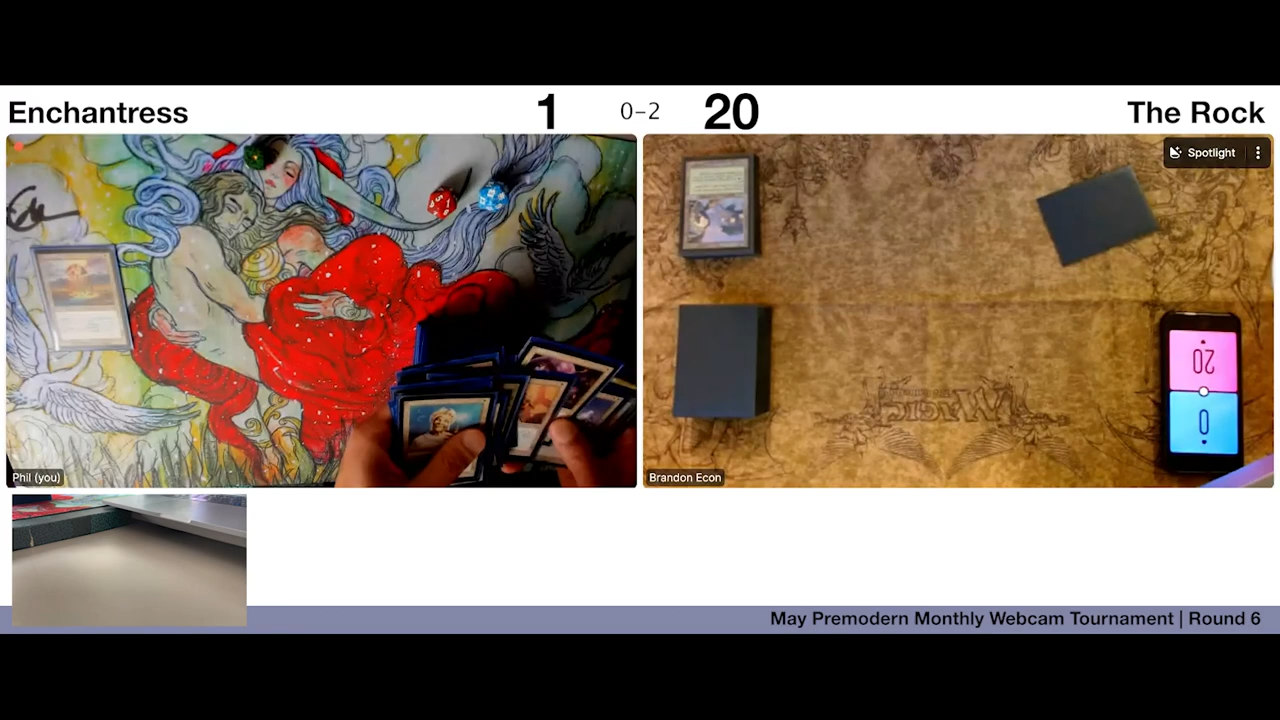 Enchantress 1 0-2 20 The Rock
Spotlight
20
0
MAGIC
Phil (you)
Brandon Econ
May Premodern Monthly Webcam Tournament | Round 6